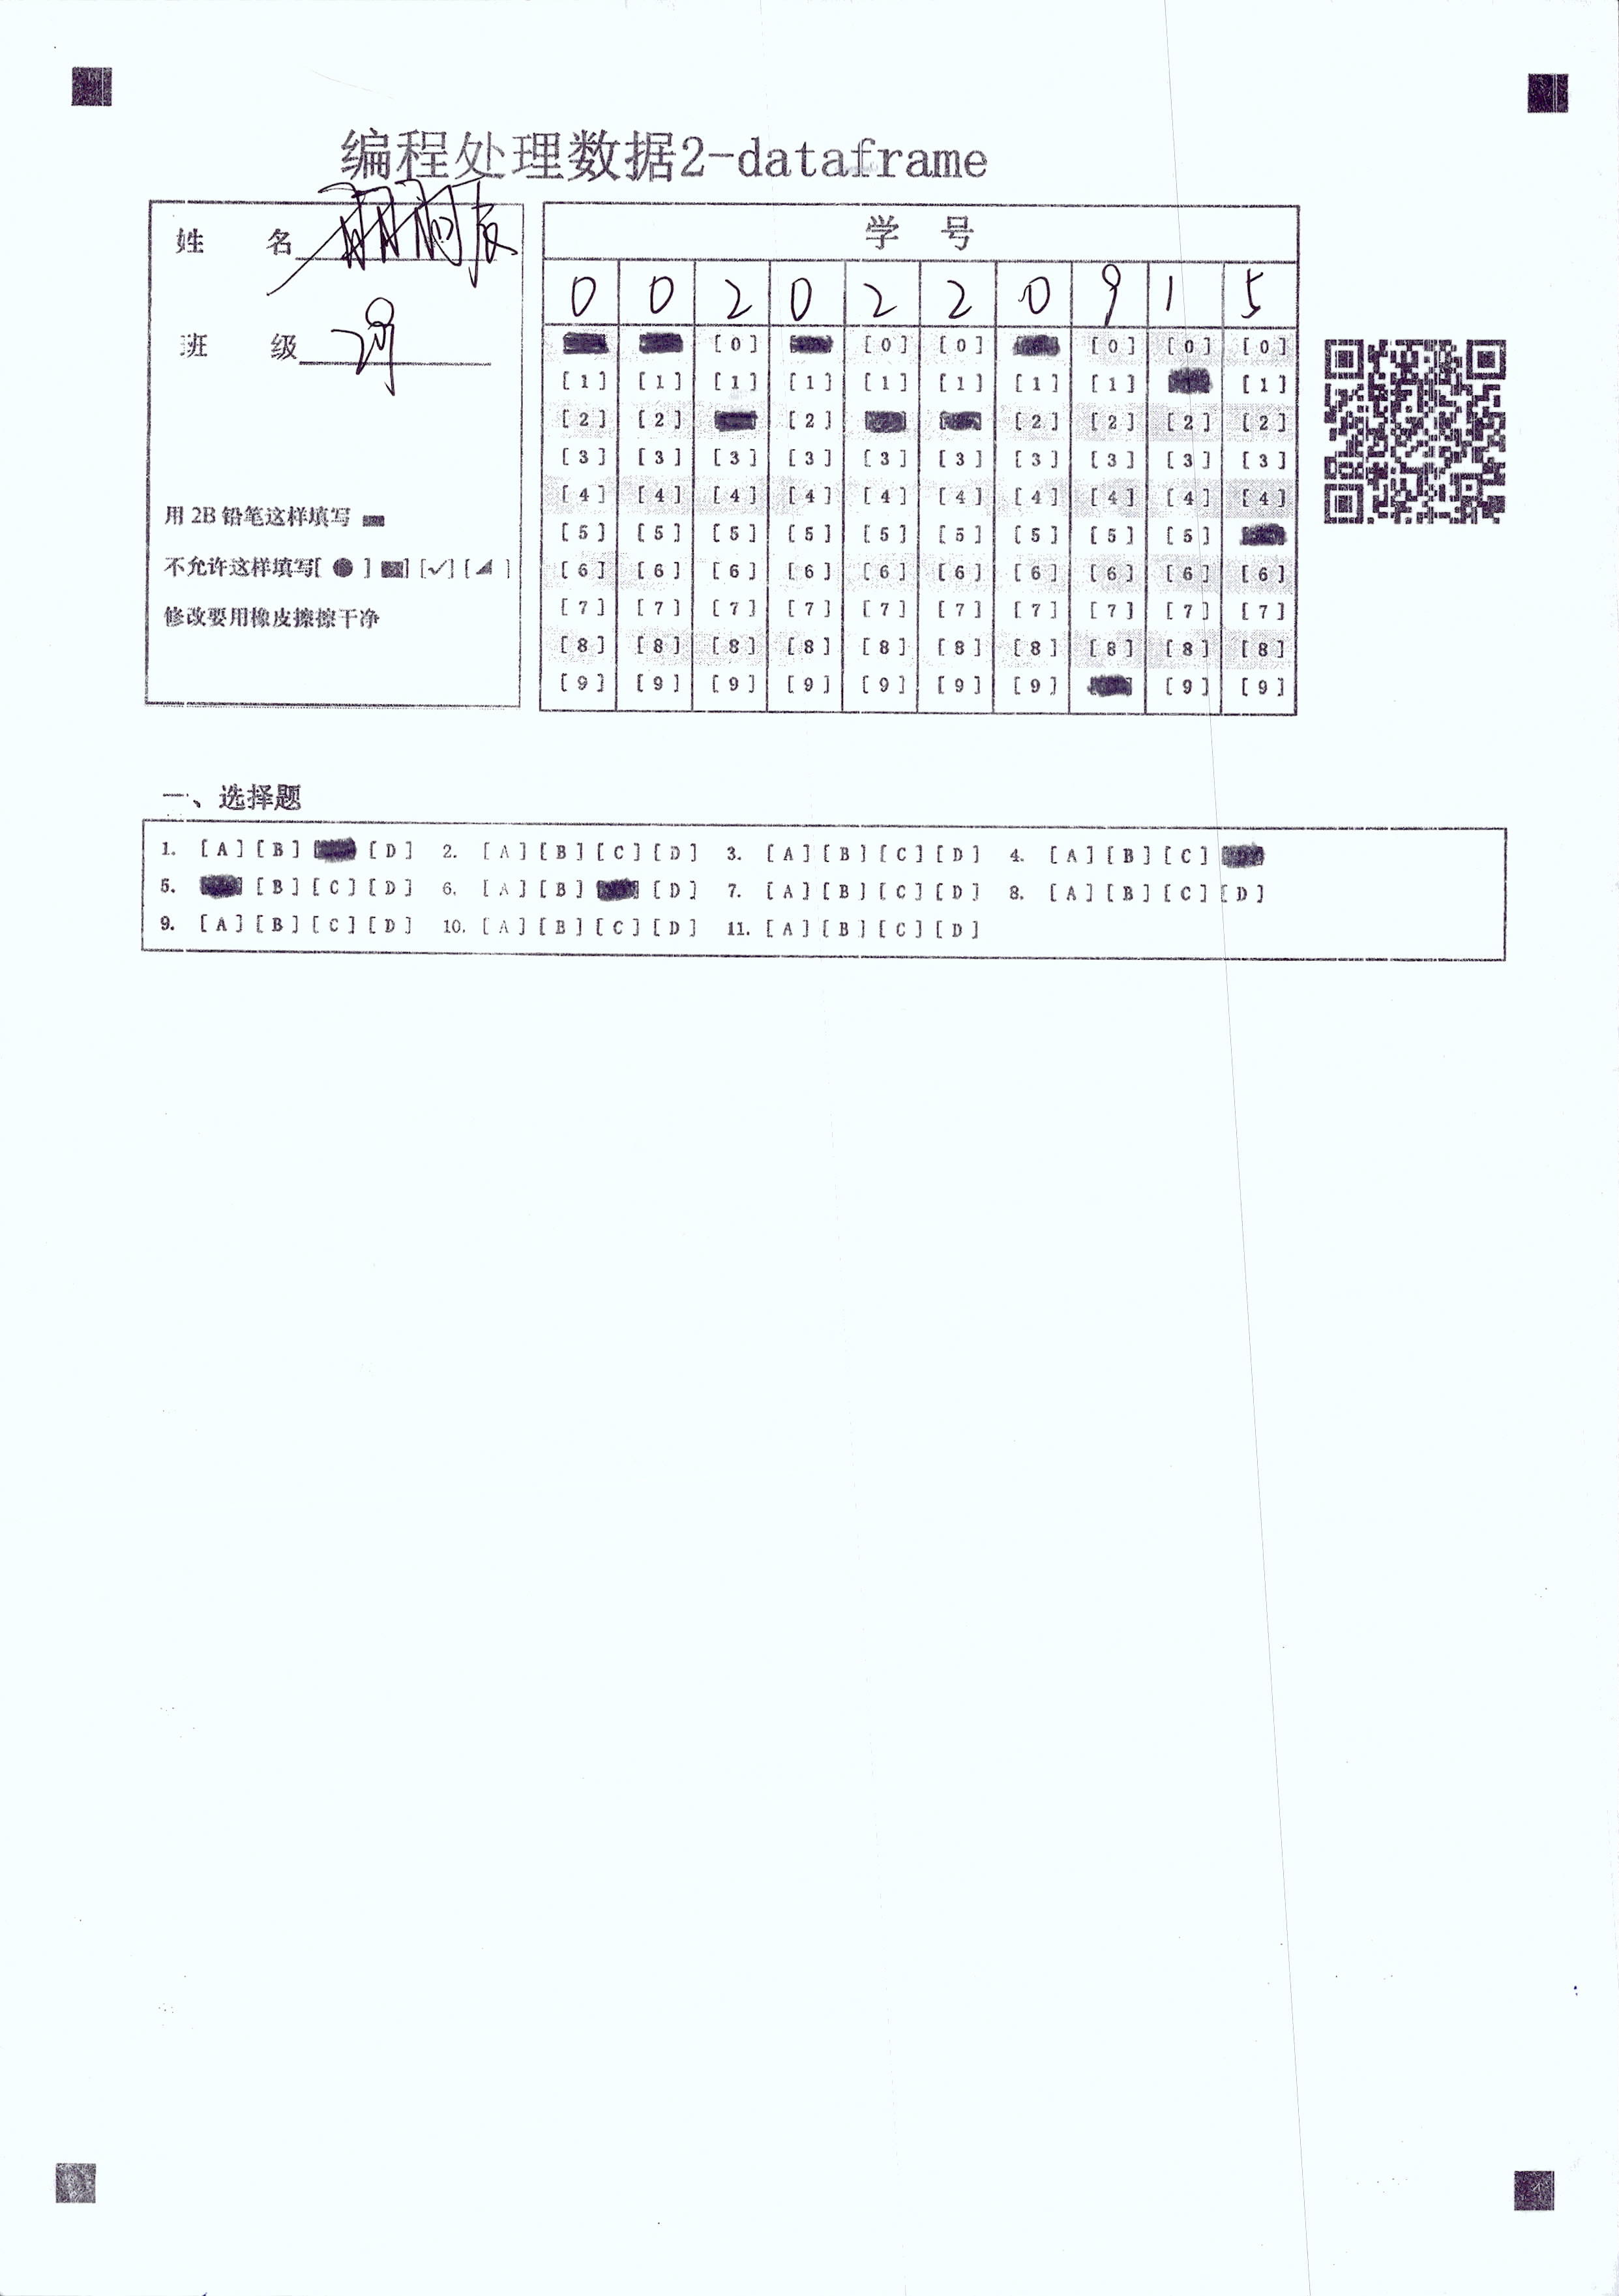 编程处理数据2-dataframe
姓 名
班 级 209
用 2B 铅笔这样填写
不允许这样填写[ ● ] [■] [✓] [◢ ]
修改要用橡皮擦擦干净
学 号
0 0 2 0 2 2 0 9 1 5
[0] [0] [0] [0] [0] [0]
[1] [1] [1] [1] [1] [1] [1] [1] [1]
[2] [2] [2] [2] [2] [2] [2]
[3] [3] [3] [3] [3] [3] [3] [3] [3] [3]
[4] [4] [4] [4] [4] [4] [4] [4] [4] [4]
[5] [5] [5] [5] [5] [5] [5] [5] [5]
[6] [6] [6] [6] [6] [6] [6] [6] [6] [6]
[7] [7] [7] [7] [7] [7] [7] [7] [7] [7]
[8] [8] [8] [8] [8] [8] [8] [8] [8] [8]
[9] [9] [9] [9] [9] [9] [9] [9] [9]
一、选择题
1. [A] [B] [D] 2. [A] [B] [C] [D] 3. [A] [B] [C] [D] 4. [A] [B] [C]
5. [B] [C] [D] 6. [A] [B] [D] 7. [A] [B] [C] [D] 8. [A] [B] [C] [D]
9. [A] [B] [C] [D] 10. [A] [B] [C] [D] 11. [A] [B] [C] [D]